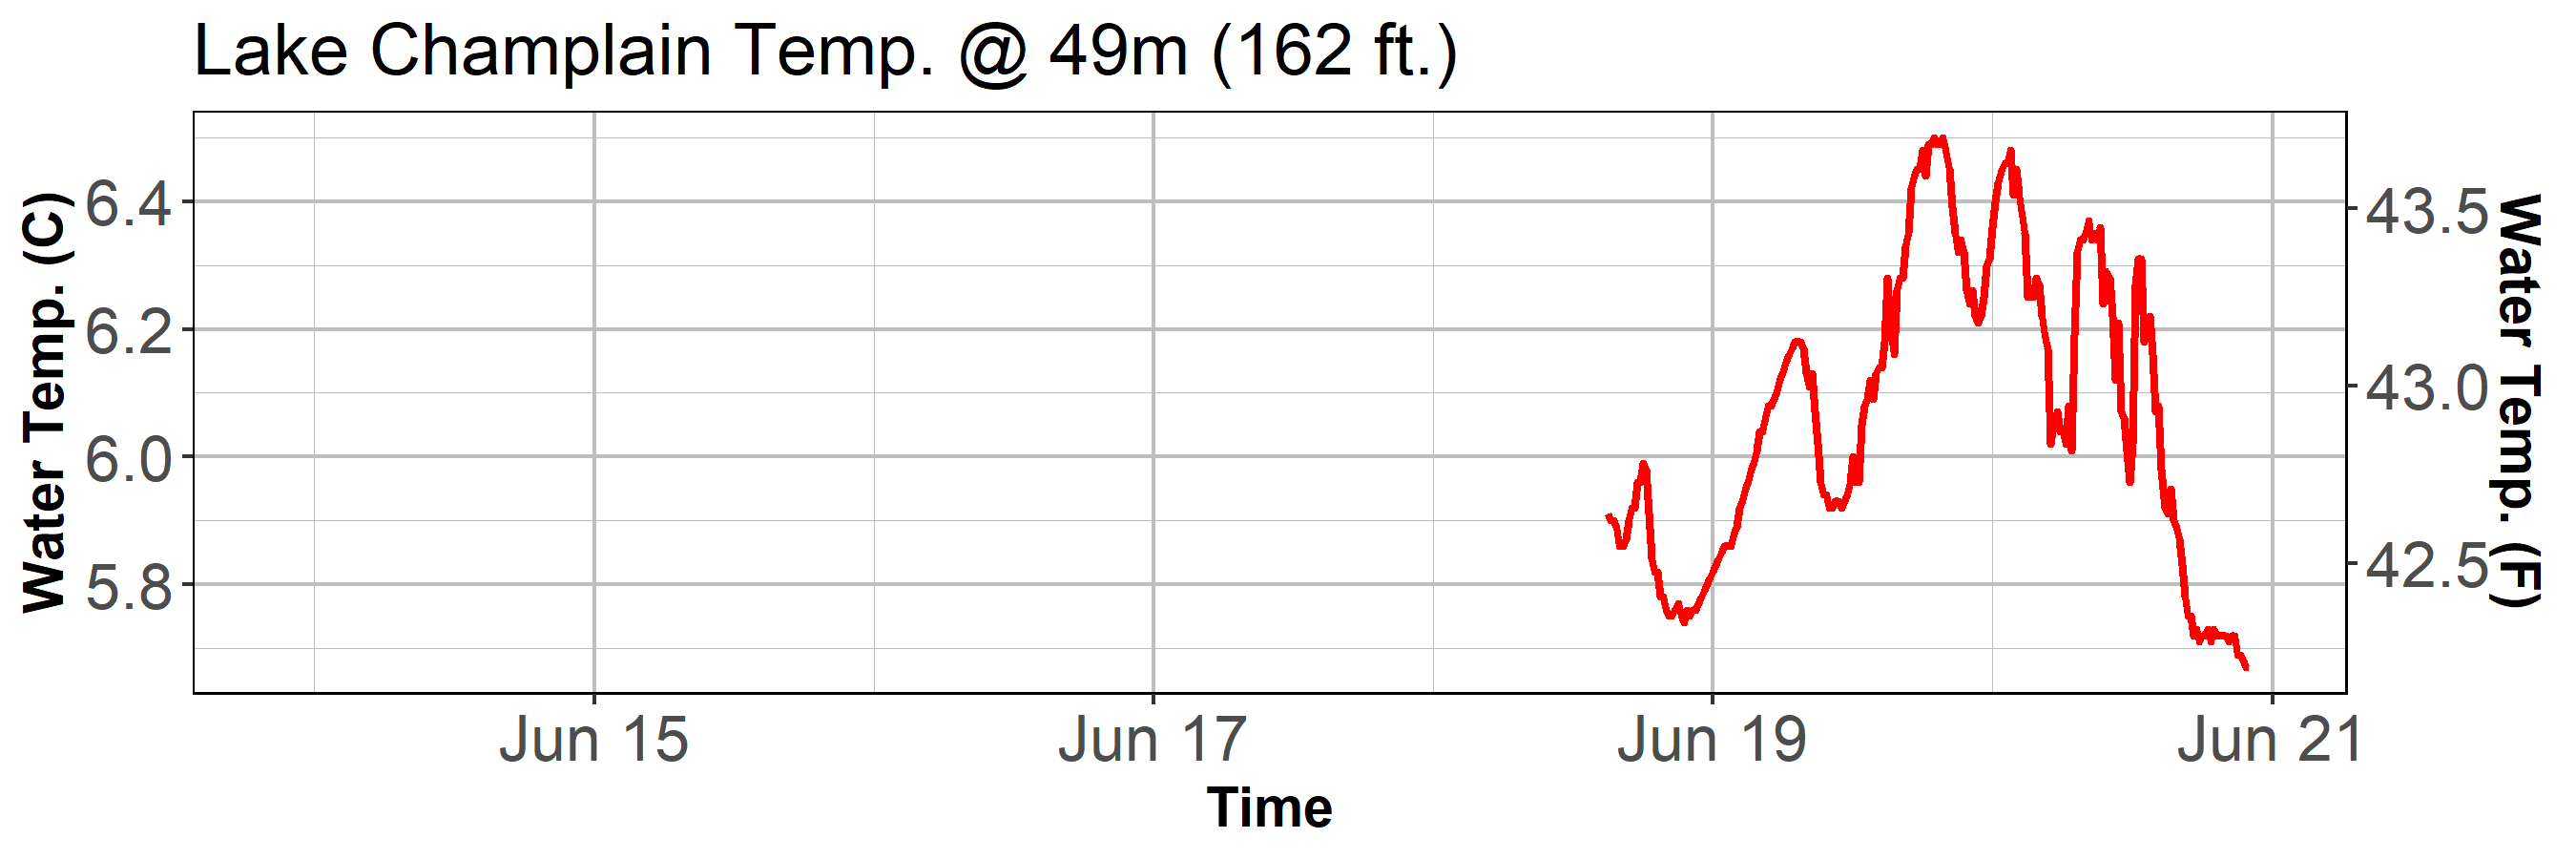 Lake Champlain Temp. @ 49m (162 ft.)
Water Temp. (C)
6.4
6.2
6.0
5.8
43.5
43.0
42.5
Water Temp. (F)
Jun 15
Jun 17
Jun 19
Jun 21
Time